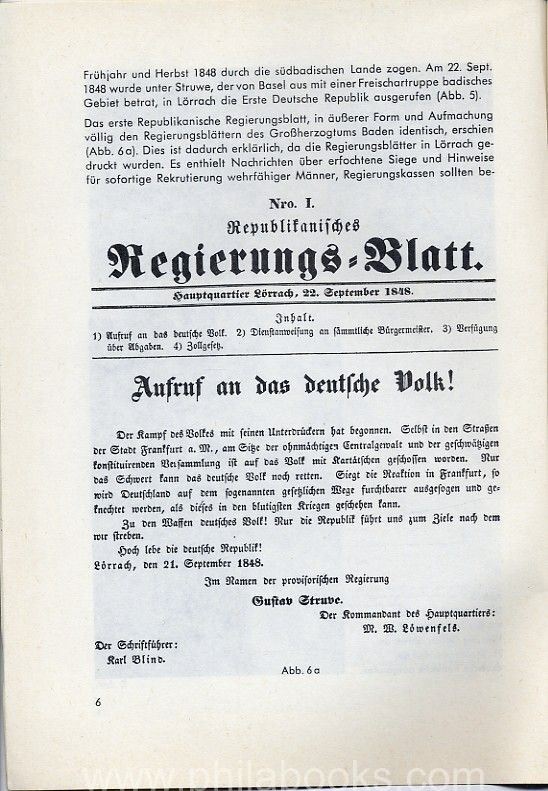 Frühjahr und Herbst 1848 durch die südbadischen Lande zogen. Am 22. Sept.
1848 wurde unter Struwe, der von Basel aus mit einer Freischartruppe badisches
Gebiet betrat, in Lörrach die Erste Deutsche Republik ausgerufen (Abb. 5).
Das erste Republikanische Regierungsblatt, in äußerer Form und Aufmachung
völlig den Regierungsblättern des Großherzogtums Baden identisch, erschien
(Abb. 6a). Dies ist dadurch erklärlich, da die Regierungsblätter in Lörrach ge-
druckt wurden. Es enthielt Nachrichten über erfochtene Siege und Hinweise
für sofortige Rekrutierung wehrfähiger Männer, Regierungskassen sollten be-
Nro. I.
Republikanisches
Regierungs-Blatt.
Hauptquartier Lörrach, 22. September 1848.
Inhalt.
1) Aufruf an das deutsche Volk. 2) Dienstanweisung an sämmtliche Bürgermeister. 3) Verfügung
über Abgaben. 4) Zollgesetz.
Aufruf an das deutsche Volk!
Der Kampf des Volkes mit seinen Unterdrückern hat begonnen. Selbst in den Straßen
der Stadt Frankfurt a. M., am Sitze der ohnmächtigen Centralgewalt und der geschwätzigen
konstituirenden Versammlung ist auf das Volk mit Kartätschen geschossen worden. Nur
das Schwert kann das deutsche Volk noch retten. Siegt die Reaktion in Frankfurt, so
wird Deutschland auf dem sogenannten gesetzlichen Wege furchtbarer ausgesogen und ge-
knechtet werden, als dieses in den blutigsten Kriegen geschehen kann.
Zu den Waffen deutsches Volk! Nur die Republik führt uns zum Ziele nach dem
wir streben.
Hoch lebe die deutsche Republik!
Lörrach, den 21. September 1848.
Im Namen der provisorischen Regierung
Gustav Struve.
Der Kommandant des Hauptquartiers:
M. W. Löwenfels.
Der Schriftführer:
Karl Blind.
Abb. 6a
6
www.philabooks.com